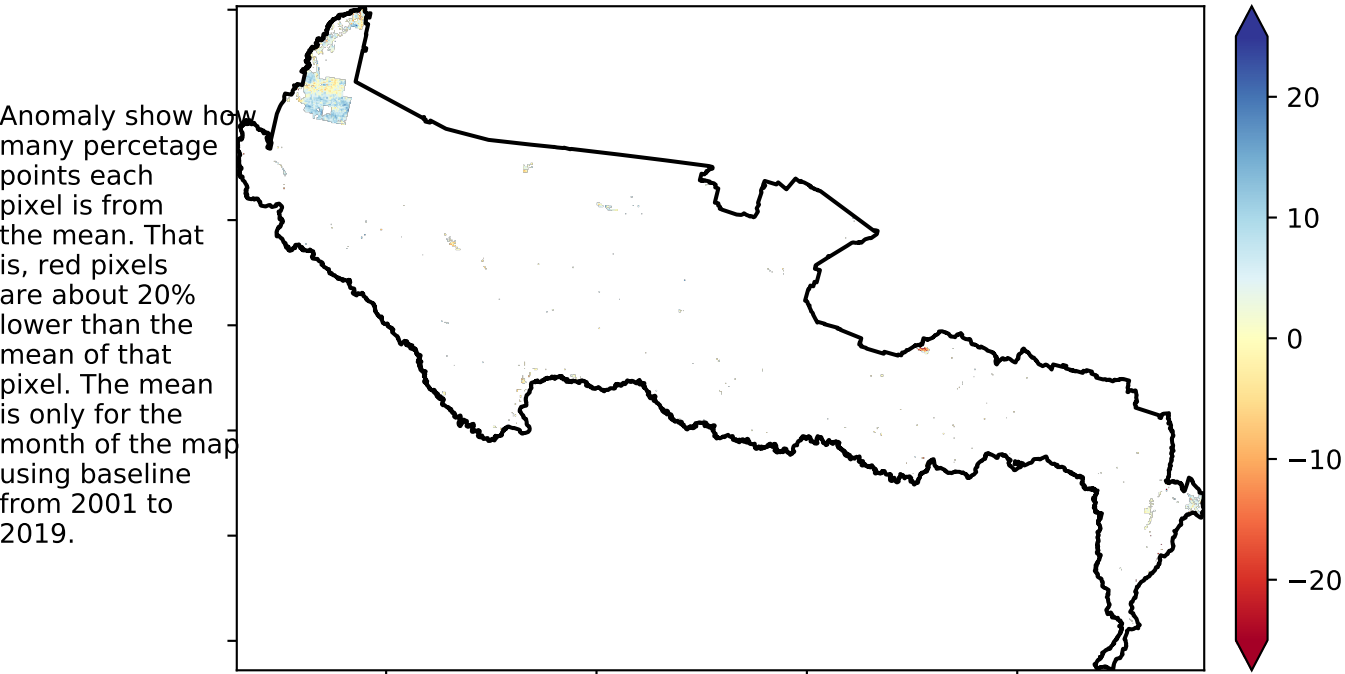 Anomaly show how
many percetage
points each
pixel is from
the mean. That
is, red pixels
are about 20%
lower than the
mean of that
pixel. The mean
is only for the
month of the map
using baseline
from 2001 to
2019.
20
10
0
−10
−20